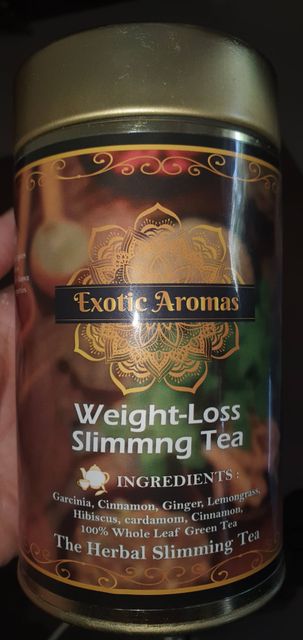 Exotic Aromas
Weight-Loss
Slimmng Tea
INGREDIENTS :
Garcinia, Cinnamon, Ginger, Lemongrass,
Hibiscus, cardamom, Cinnamon,
100% Whole Leaf Green Tea
The Herbal Slimming Tea